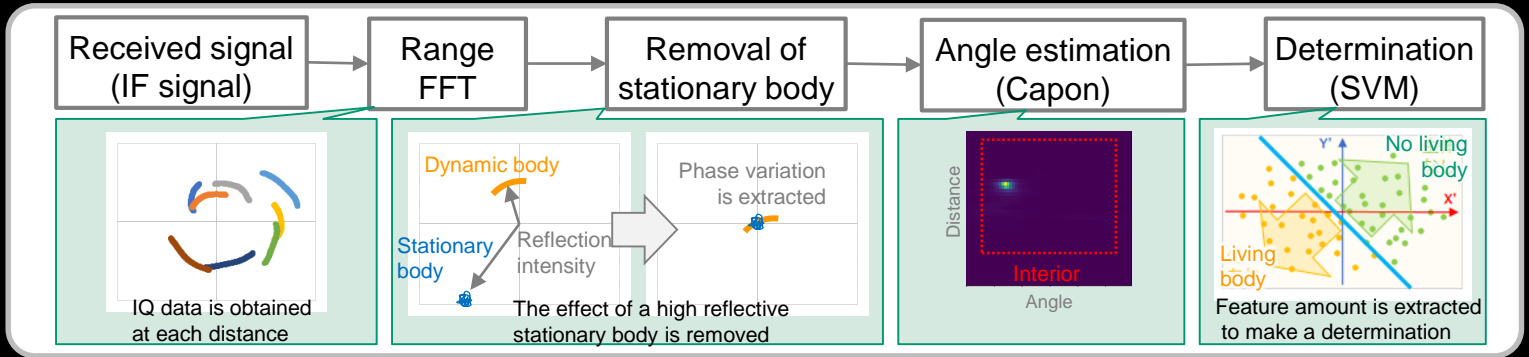 Received signal
(IF signal)
Range
FFT
Removal of
stationary body
Angle estimation
(Capon)
Determination
(SVM)
IQ data is obtained
at each distance
Dynamic body
Stationary
body
Reflection
intensity
Phase variation
is extracted
The effect of a high reflective
stationary body is removed
Distance
Interior
Angle
Y'
No living
body
X'
Living
body
Feature amount is extracted
to make a determination